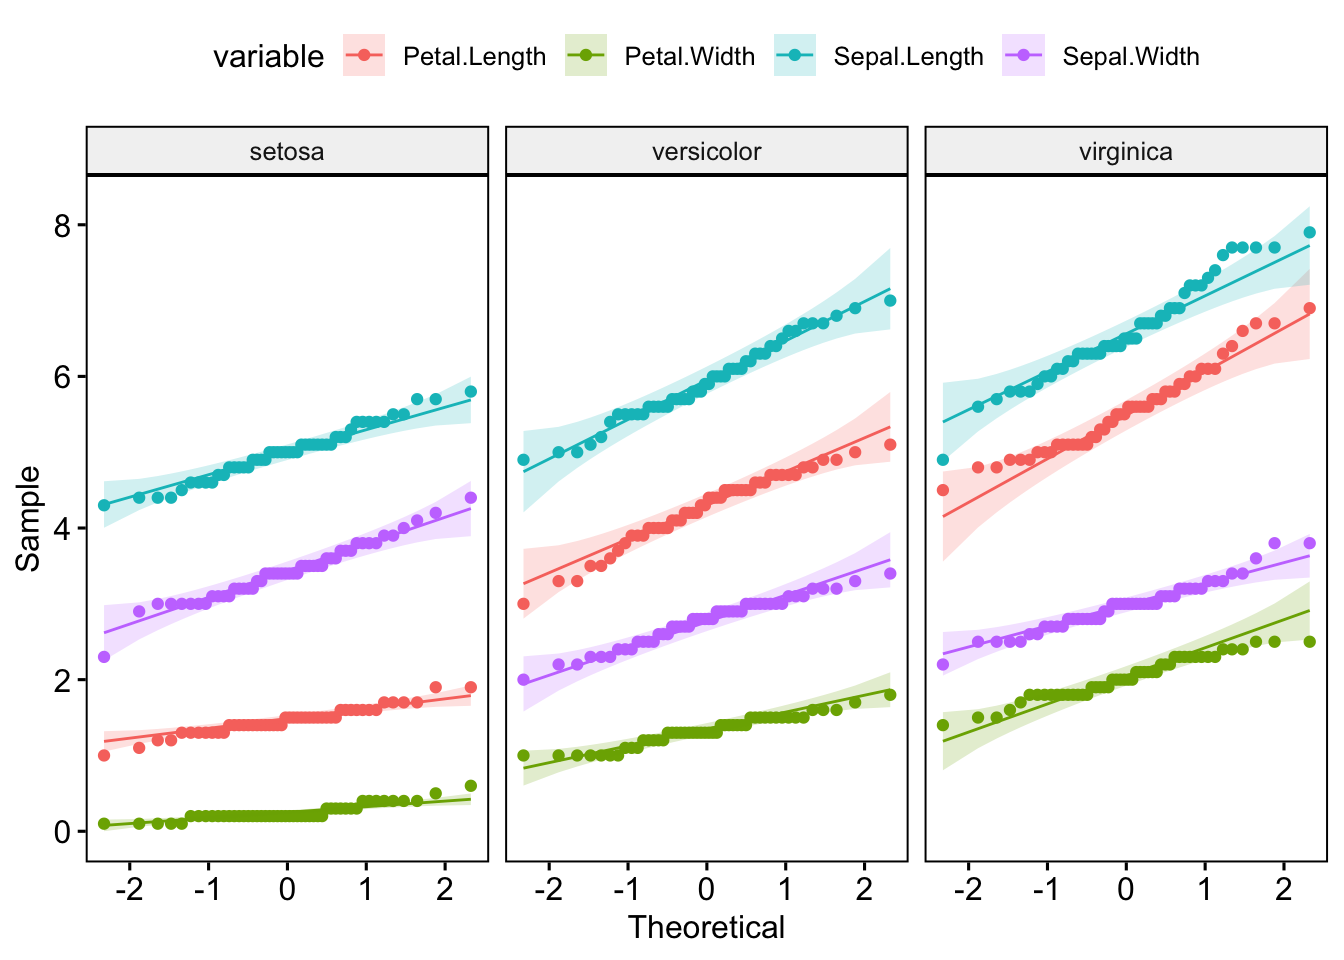 variable Petal.Length Petal.Width Sepal.Length Sepal.Width
setosa versicolor virginica
8
6
4
2
0
Sample
-2 -1 0 1 2 -2 -1 0 1 2 -2 -1 0 1 2
Theoretical